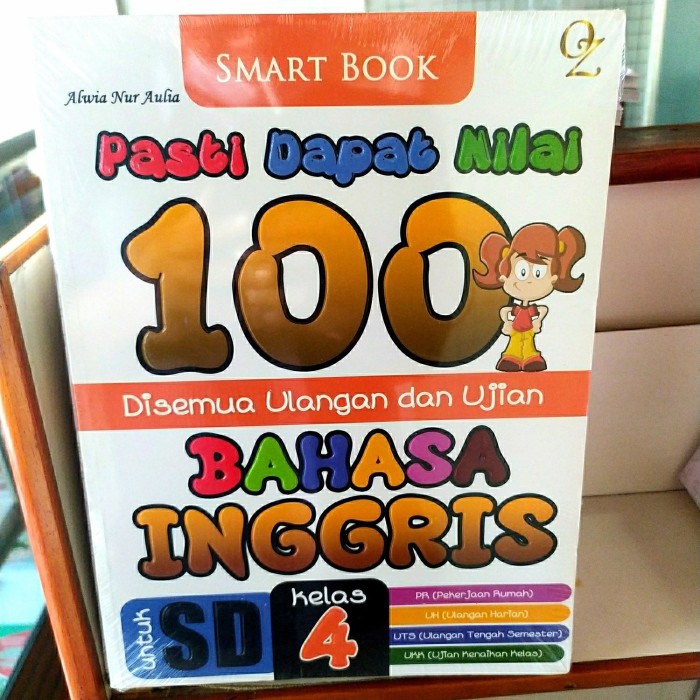 SMART BOOK
OZ
Alwia Nur Aulia
Pasti Dapat Nilai
100
Disemua Ulangan dan Ujian
BAHASA
INGGRIS
untuk SD
Kelas 4
PR (Pekerjaan Rumah)
UH (Ulangan Harian)
UTS (Ulangan Tengah Semester)
UKK (Ujian Kenaikan Kelas)